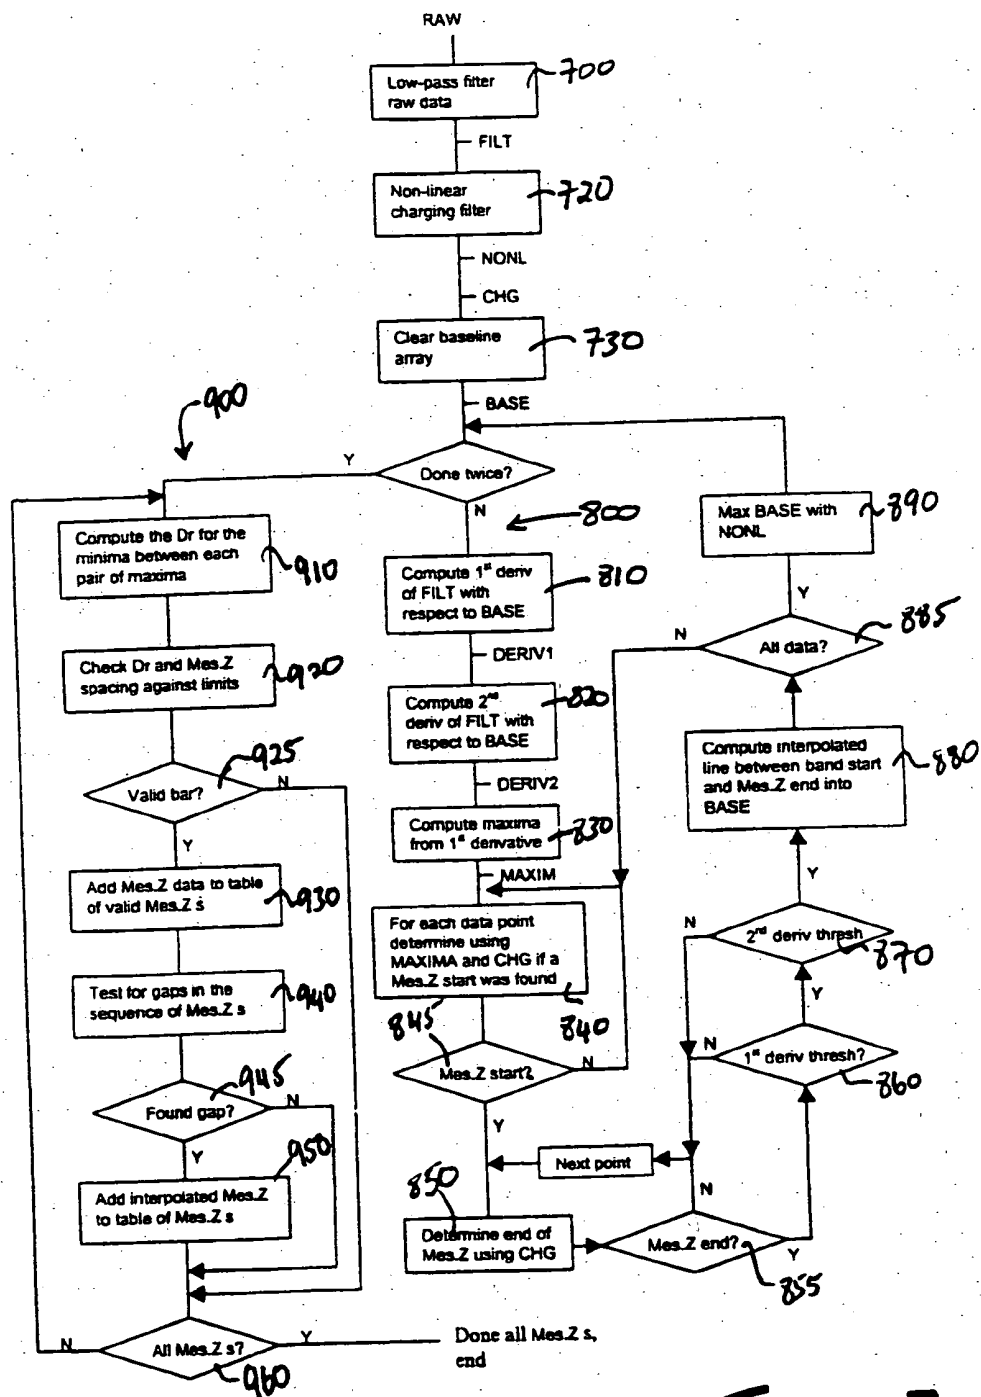 RAW
Low-pass filter
raw data
700
FILT
Non-linear
charging filter
720
NONL
CHG
Clear baseline
array
730
BASE
900
Y
Done twice?
N
800
Compute the Dr for the
minima between each
pair of maxima
910
Check Dr and Mes.Z
spacing against limits
920
925
Valid bar?
N
Y
Add Mes.Z data to table
of valid Mes.Z s
930
Test for gaps in the
sequence of Mes.Z s
940
945
Found gap?
N
Y
950
Add interpolated Mes.Z
to table of Mes.Z s
N
All Mes.Z s?
960
Y
Done all Mes.Z s,
end
Compute 1st deriv
of FILT with
respect to BASE
810
DERIV1
Compute 2nd
deriv of FILT with
respect to BASE
820
DERIV2
Compute maxima
from 1st derivative
830
MAXIM
For each data point
determine using
MAXIMA and CHG if a
Mes.Z start was found
845
840
Mes.Z start?
N
Y
Next point
850
Determine end of
Mes.Z using CHG
N
Mes.Z end?
Y
855
N
1st deriv thresh?
860
Y
N
2nd deriv thresh
870
Y
Compute interpolated
line between band start
and Mes.Z end into
BASE
880
N
All data?
885
Y
Max BASE with
NONL
890